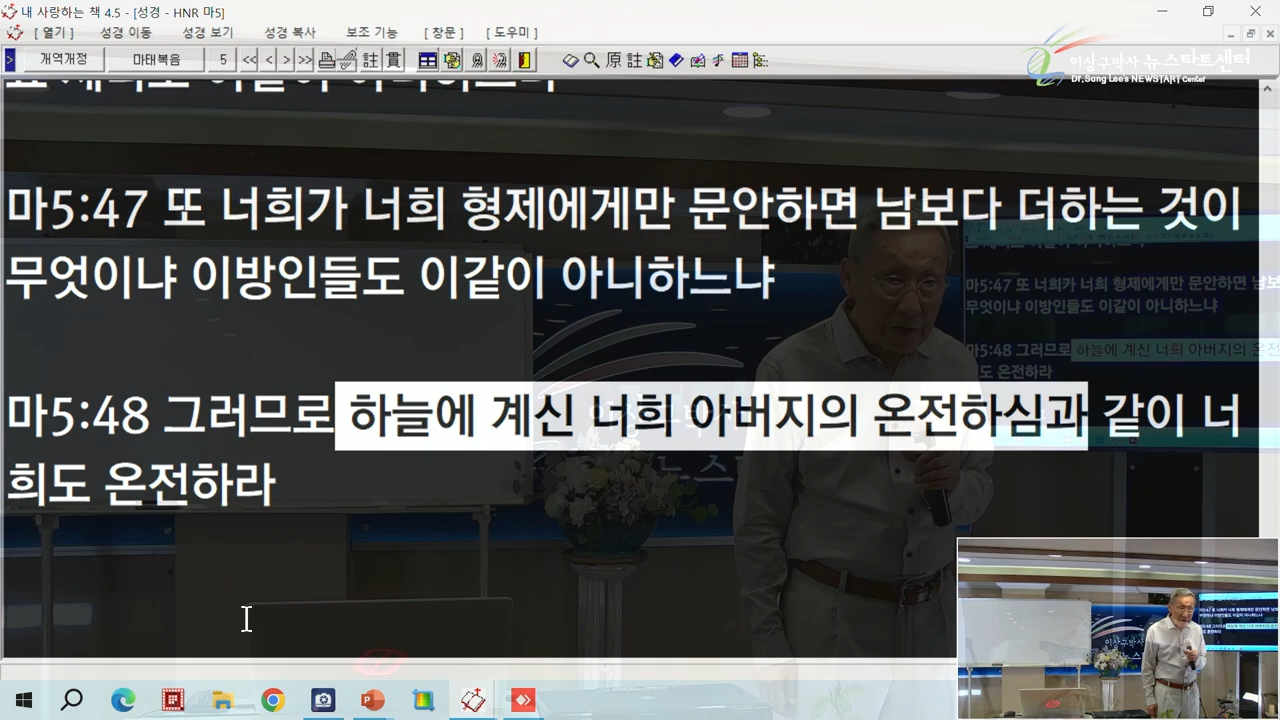 내 사랑하는 책 4.5 - [성경 - HNR 마5]
[ 열기 ] 성경 이동 성경 보기 성경 복사 보조 기능 [ 창문 ] [ 도우미 ]
개역개정 마태복음 5 << < > >> 註 貫 原 註
이상구박사 뉴스타트센터
Dr.Sang Lee's NEWSTART Center
마5:47 또 너희가 너희 형제에게만 문안하면 남보다 더하는 것이
무엇이냐 이방인들도 이같이 아니하느냐
마5:48 그러므로 하늘에 계신 너희 아버지의 온전하심과 같이 너
희도 온전하라
마5:47 또 너희가 너희 형제에게만 문안하면 남보
무엇이냐 이방인들도 이같이 아니하느냐
마5:48 그러므로 하늘에 계신 너희 아버지의 온전
도 온전하라